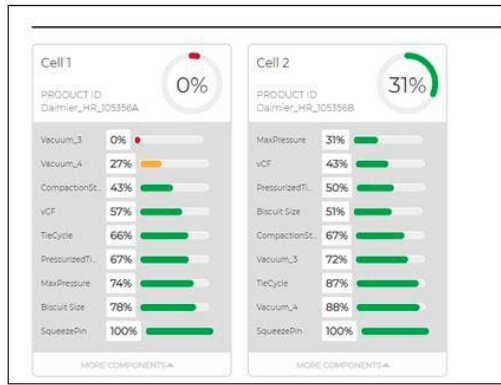 Cell 1
0%
PRODUCT ID
Daimler_HR_105356A
Vacuum_3 0%
Vacuum_4 27%
CompactionSt... 43%
vCF 57%
TieCycle 66%
PressurizedTi... 67%
MaxPressure 74%
Biscuit Size 78%
SqueezePin 100%
MORE COMPONENTS
Cell 2
31%
PRODUCT ID
Daimler_HR_105356B
MaxPressure 31%
vCF 43%
PressurizedTi... 50%
Biscuit Size 51%
CompactionSt... 67%
Vacuum_3 72%
TieCycle 87%
Vacuum_4 88%
SqueezePin 100%
MORE COMPONENTS